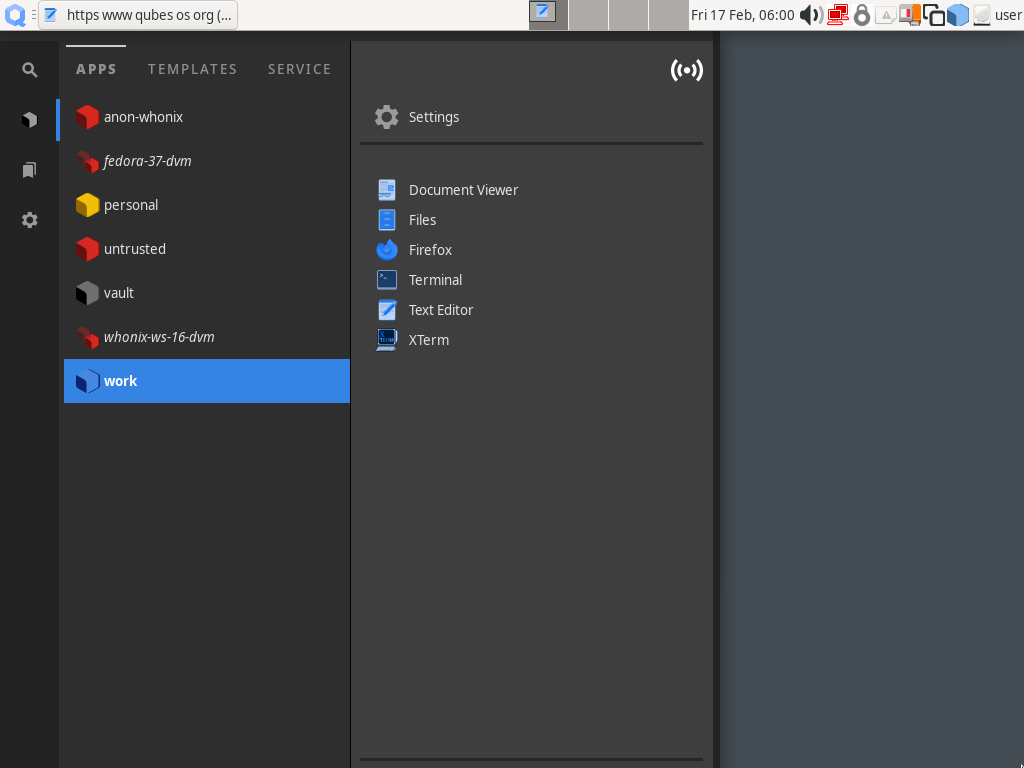 https www qubes os org (...
Fri 17 Feb, 06:00
user
APPS
TEMPLATES
SERVICE
anon-whonix
fedora-37-dvm
personal
untrusted
vault
whonix-ws-16-dvm
work
Settings
Document Viewer
Files
Firefox
Terminal
Text Editor
XTerm